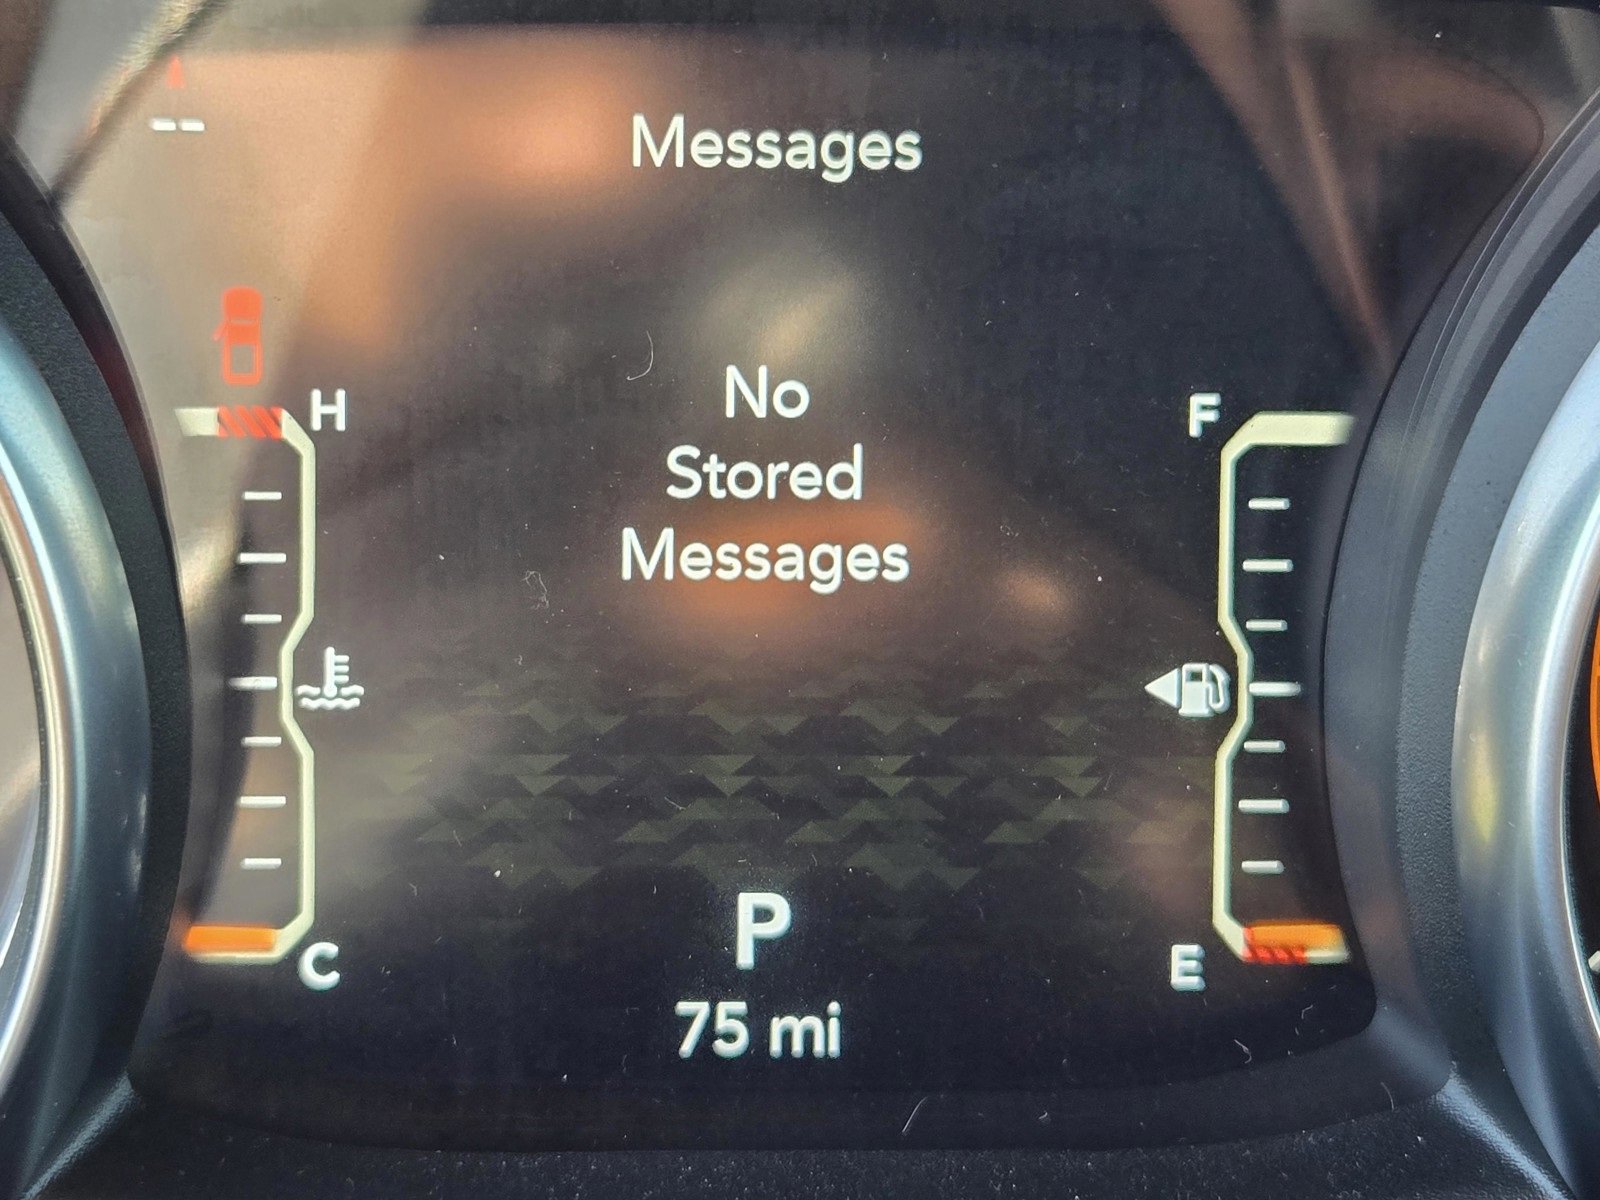 --
Messages
H
F
No
Stored
Messages
P
C
E
75 mi